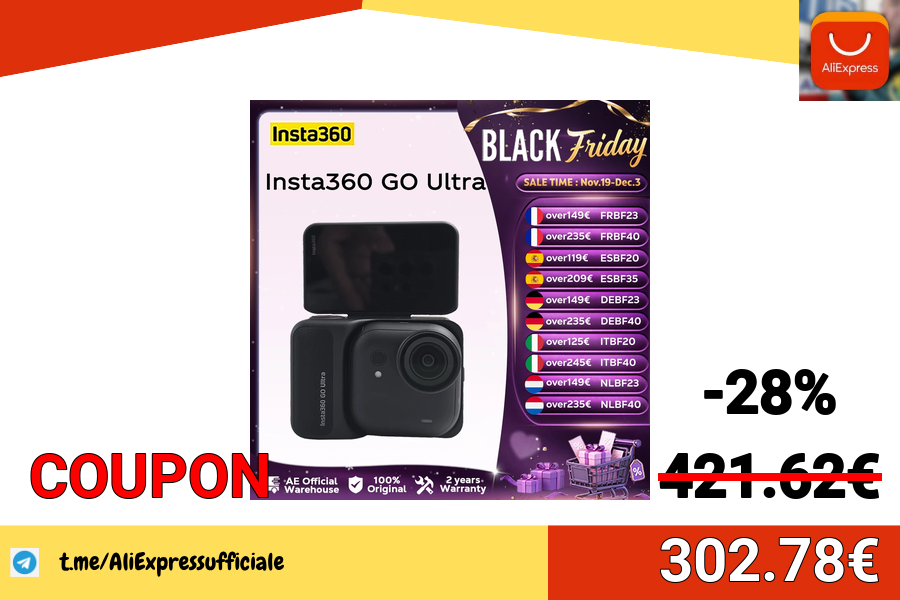 AliExpress
Insta360
BLACK Friday
Insta360 GO Ultra
SALE TIME : Nov.19-Dec.3
over149€ FRBF23
over235€ FRBF40
over119€ ESBF20
over209€ ESBF35
over149€ DEBF23
over235€ DEBF40
over125€ ITBF20
over245€ ITBF40
over149€ NLBF23
over235€ NLBF40
Insta360 GO Ultra
-28%
COUPON
421.62€
AE Official Warehouse
100% Original
2 years Warranty
%
t.me/AliExpressufficiale
302.78€